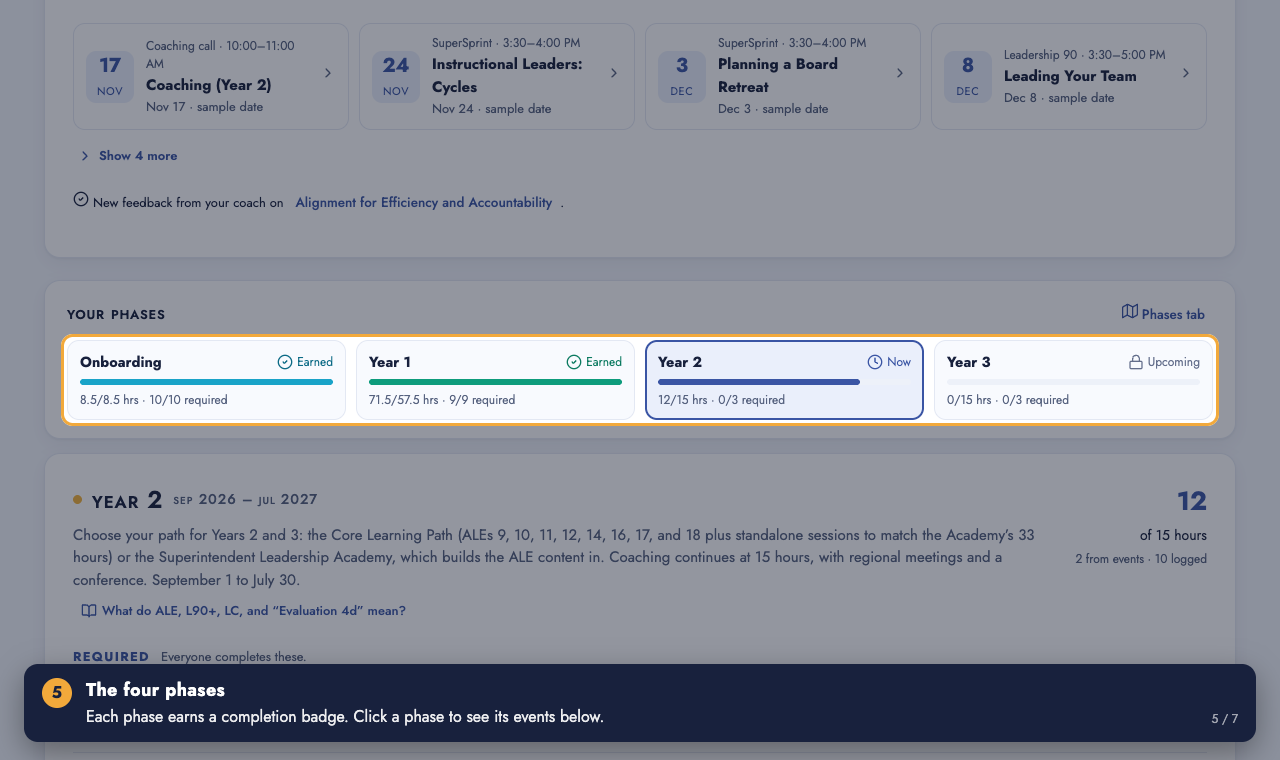 17
NOV
Coaching call · 10:00–11:00
AM
Coaching (Year 2)
Nov 17 · sample date
24
NOV
SuperSprint · 3:30–4:00 PM
Instructional Leaders:
Cycles
Nov 24 · sample date
3
DEC
SuperSprint · 3:30–4:00 PM
Planning a Board
Retreat
Dec 3 · sample date
8
DEC
Leadership 90 · 3:30–5:00 PM
Leading Your Team
Dec 8 · sample date
Show 4 more
New feedback from your coach on Alignment for Efficiency and Accountability .
YOUR PHASES
Phases tab
Onboarding
Earned
8.5/8.5 hrs · 10/10 required
Year 1
Earned
71.5/57.5 hrs · 9/9 required
Year 2
Now
12/15 hrs · 0/3 required
Year 3
Upcoming
0/15 hrs · 0/3 required
YEAR 2 SEP 2026 – JUL 2027
12
of 15 hours
2 from events · 10 logged
Choose your path for Years 2 and 3: the Core Learning Path (ALEs 9, 10, 11, 12, 14, 16, 17, and 18 plus standalone sessions to match the Academy’s 33
hours) or the Superintendent Leadership Academy, which builds the ALE content in. Coaching continues at 15 hours, with regional meetings and a
conference. September 1 to July 30.
What do ALE, L90+, LC, and “Evaluation 4d” mean?
REQUIRED Everyone completes these.
5
The four phases
Each phase earns a completion badge. Click a phase to see its events below.
5 / 7